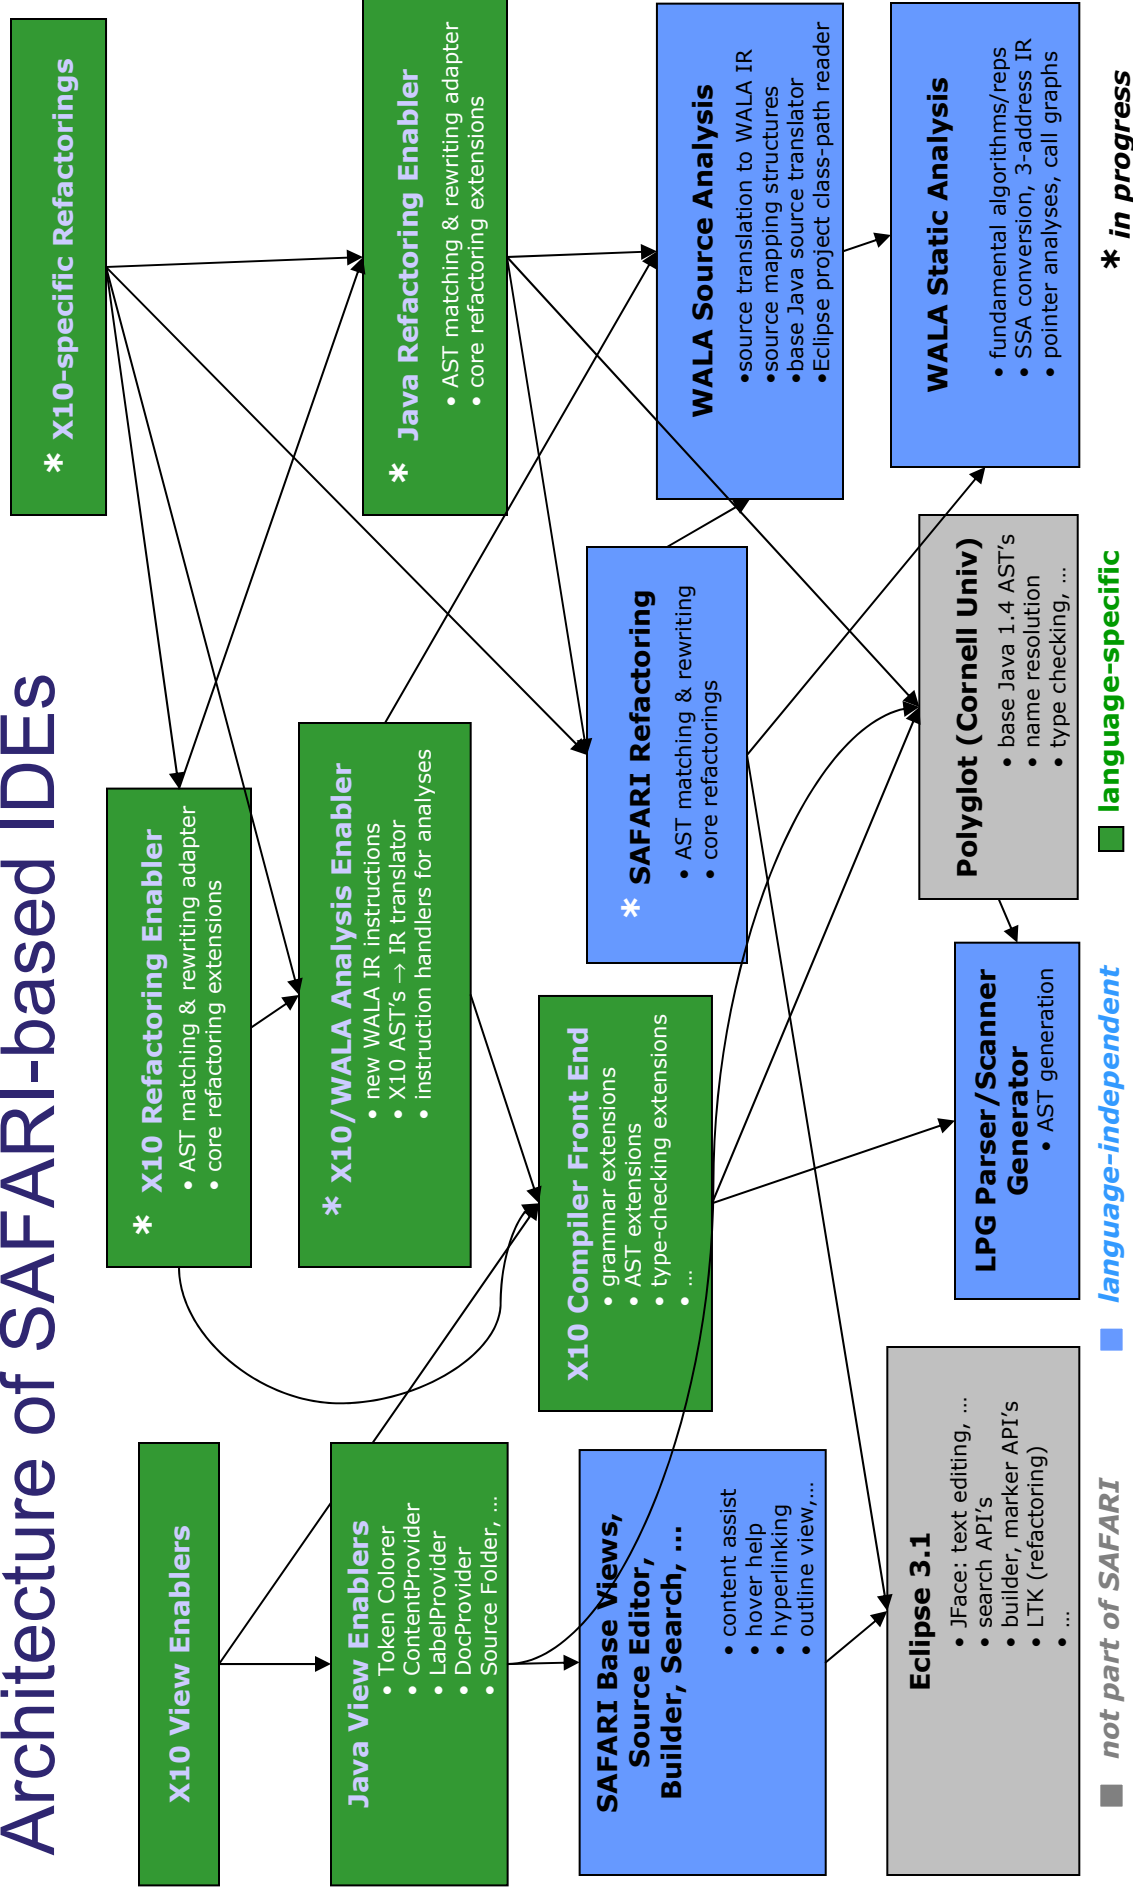 Architecture of SAFARI-based IDEs
X10 View Enablers
* X10 Refactoring Enabler
• AST matching & rewriting adapter
• core refactoring extensions
* X10-specific Refactorings
Java View Enablers
• Token Colorer
• ContentProvider
• LabelProvider
• DocProvider
• Source Folder, ...
* X10/WALA Analysis Enabler
• new WALA IR instructions
• X10 AST’s → IR translator
• instruction handlers for analyses
* Java Refactoring Enabler
• AST matching & rewriting adapter
• core refactoring extensions
SAFARI Base Views,
Source Editor,
Builder, Search, ...
• content assist
• hover help
• hyperlinking
• outline view,...
X10 Compiler Front End
• grammar extensions
• AST extensions
• type-checking extensions
• ...
* SAFARI Refactoring
• AST matching & rewriting
• core refactorings
WALA Source Analysis
•source translation to WALA IR
•source mapping structures
•base Java source translator
•Eclipse project class-path reader
Eclipse 3.1
• JFace: text editing, ...
• search API’s
• builder, marker API’s
• LTK (refactoring)
• ...
LPG Parser/Scanner
Generator
• AST generation
Polyglot (Cornell Univ)
• base Java 1.4 AST’s
• name resolution
• type checking, ...
WALA Static Analysis
• fundamental algorithms/reps
• SSA conversion, 3-address IR
• pointer analyses, call graphs
not part of SAFARI
language-independent
language-specific
* in progress